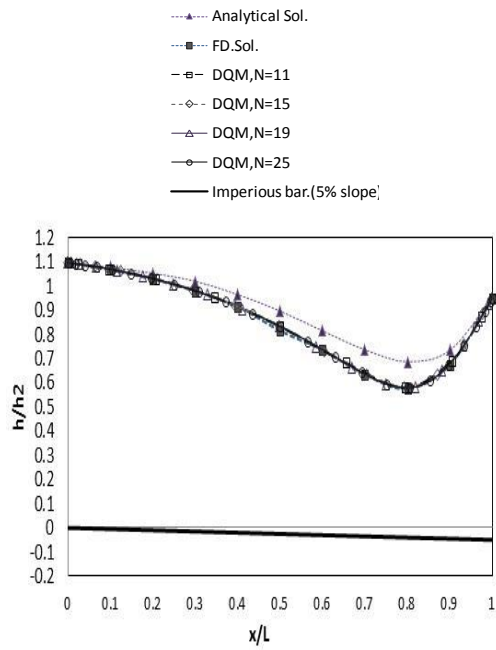 Analytical Sol.
FD.Sol.
DQM,N=11
DQM,N=15
DQM,N=19
DQM,N=25
Imperious bar.(5% slope)
1.2
1.1
1
0.9
0.8
0.7
0.6
0.5
0.4
0.3
0.2
0.1
0
-0.1
-0.2
h/h2
0 0.1 0.2 0.3 0.4 0.5 0.6 0.7 0.8 0.9 1
x/L